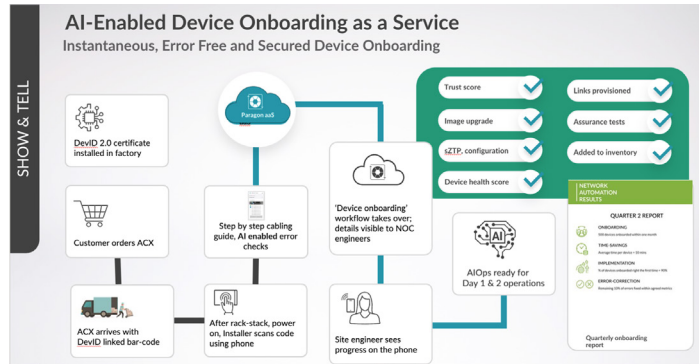 SHOW & TELL
AI-Enabled Device Onboarding as a Service
Instantaneous, Error Free and Secured Device Onboarding
DevID 2.0 certificate
installed in factory
Customer orders ACX
ACX arrives with
DevID linked bar-code
Paragon aaS
Step by step cabling
guide, AI enabled error
checks
After rack-stack, power
on, Installer scans code
using phone
'Device onboarding'
workflow takes over;
details visible to NOC
engineers
Site engineer sees
progress on the phone
AI
AIOps ready for
Day 1 & 2 operations
Trust score
Image upgrade
sZTP, configuration
Device health score
Links provisioned
Assurance tests
Added to inventory
NETWORK
AUTOMATION
RESULTS
QUARTER 2 REPORT
ONBOARDING
TIME-SAVINGS
IMPLEMENTATION
ERROR-CORRECTION
Quarterly onboarding
report